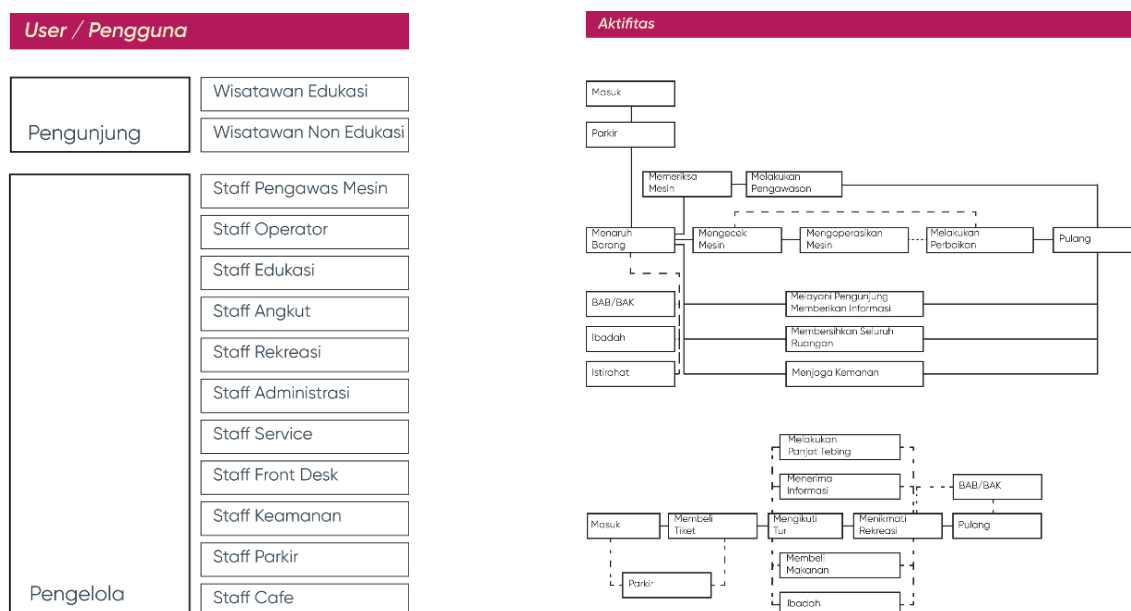 User / Pengguna
Pengunjung
Wisatawan Edukasi
Wisatawan Non Edukasi
Pengelola
Staff Pengawas Mesin
Staff Operator
Staff Edukasi
Staff Angkut
Staff Rekreasi
Staff Administrasi
Staff Service
Staff Front Desk
Staff Keamanan
Staff Parkir
Staff Cafe
Aktifitas
Masuk
Parkir
Memeriksa
Mesin
Melakukan
Pengawasan
Menaruh
Barang
Mengecek
Mesin
Mengaperasikan
Mesin
Melakukan
Perbaikan
Pulang
BAB/BAK
Melayani Pengunjung
Memberikan Informasi
Ibadah
Membersihkan Seluruh
Ruangan
Istirahat
Menjaga Kemanan
Melakukan
Panjat Tebing
Menerima
Informasi
BAB/BAK
Masuk
Membeli
Tiket
Mengikuti
Tur
Menikmati
Rekreasi
Pulang
Parkir
Membeli
Makanan
Ibadah